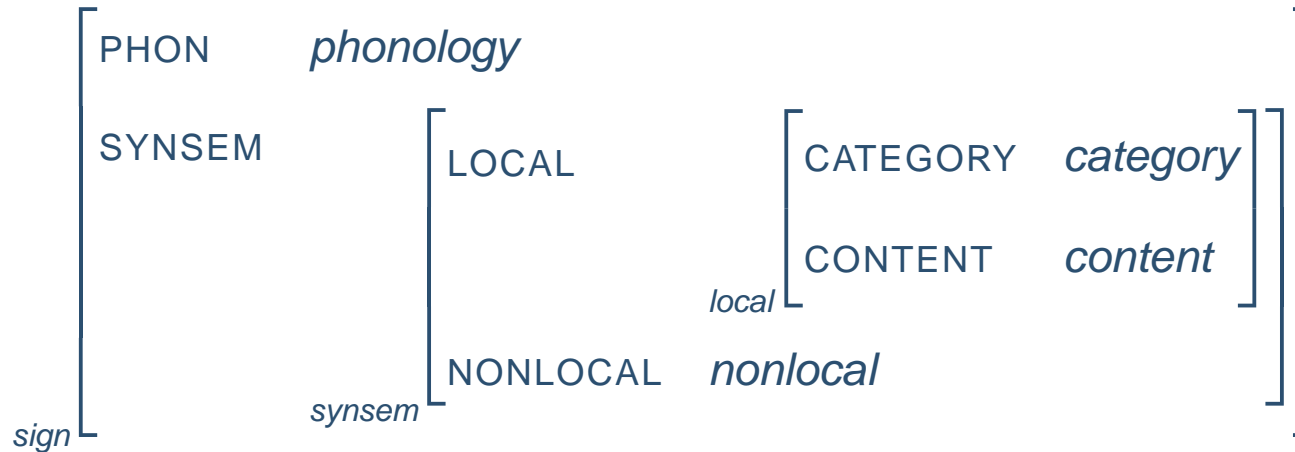 PHON phonology
SYNSEM LOCAL CATEGORY category
CONTENT content
local
NONLOCAL nonlocal
synsem
sign